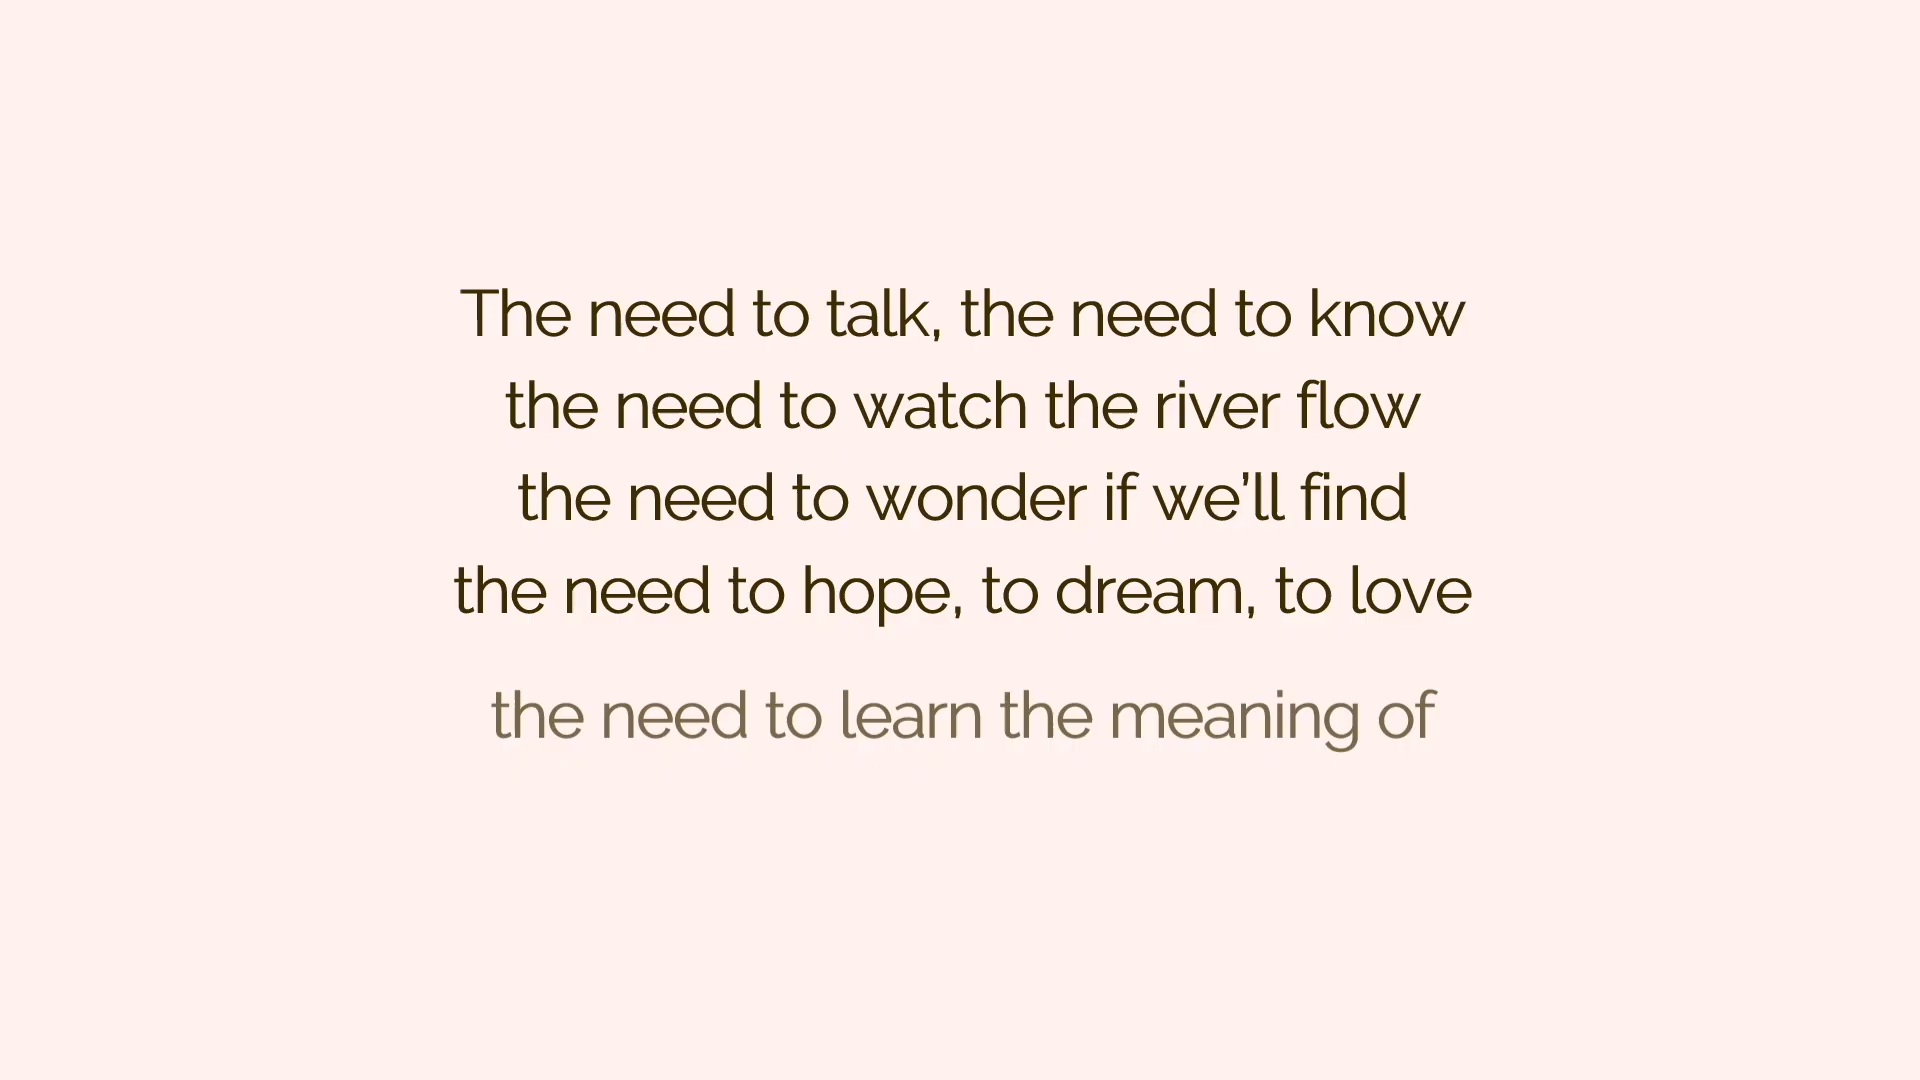 The need to talk, the need to know
the need to watch the river flow
the need to wonder if we’ll find
the need to hope, to dream, to love
the need to learn the meaning of